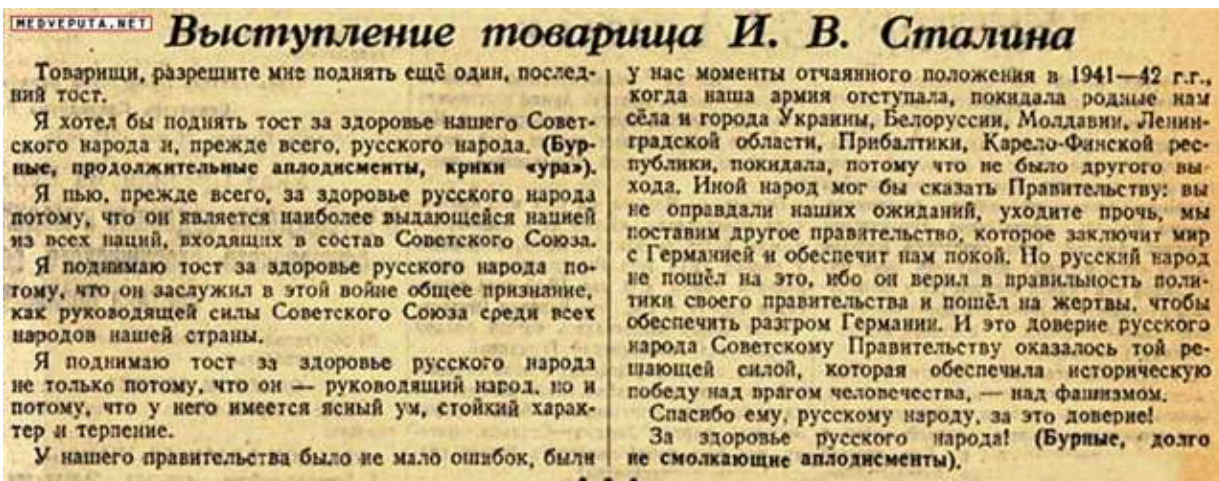 MEDVEPUTA.NET
Выступление товарища И. В. Сталина
Товарищи, разрешите мне поднять ещё один, послед-
ний тост.
Я хотел бы поднять тост за здоровье нашего Совет-
ского народа и, прежде всего, русского народа. (Бур-
ные, продолжительные аплодисменты, крики «ура»).
Я пью, прежде всего, за здоровье русского народа
потому, что он является наиболее выдающейся нацией
из всех наций, входящих в состав Советского Союза.
Я поднимаю тост за здоровье русского народа по-
тому, что он заслужил в этой войне общее признание,
как руководящей силы Советского Союза среди всех
народов нашей страны.
Я поднимаю тост за здоровье русского народа
не только потому, что он — руководящий народ, но и
потому, что у него имеется ясный ум, стойкий харак-
тер и терпение.
У нашего правительства было не мало ошибок, были
у нас моменты отчаянного положения в 1941—42 г.г.,
когда наша армия отступала, покидала родные нам
сёла и города Украины, Белоруссии, Молдавии, Ленин-
градской области, Прибалтики, Карело-Финской рес-
публики, покидала, потому что не было другого вы-
хода. Иной народ мог бы сказать Правительству: вы
не оправдали наших ожиданий, уходите прочь, мы
поставим другое правительство, которое заключит мир
с Германией и обеспечит нам покой. Но русский народ
не пошёл на это, ибо он верил в правильность поли-
тики своего правительства и пошёл на жертвы, чтобы
обеспечить разгром Германии. И это доверие русского
народа Советскому Правительству оказалось той ре-
шающей силой, которая обеспечила историческую
победу над врагом человечества, — над фашизмом.
Спасибо ему, русскому народу, за это доверие!
За здоровье русского народа! (Бурные, долго
не смолкающие аплодисменты).